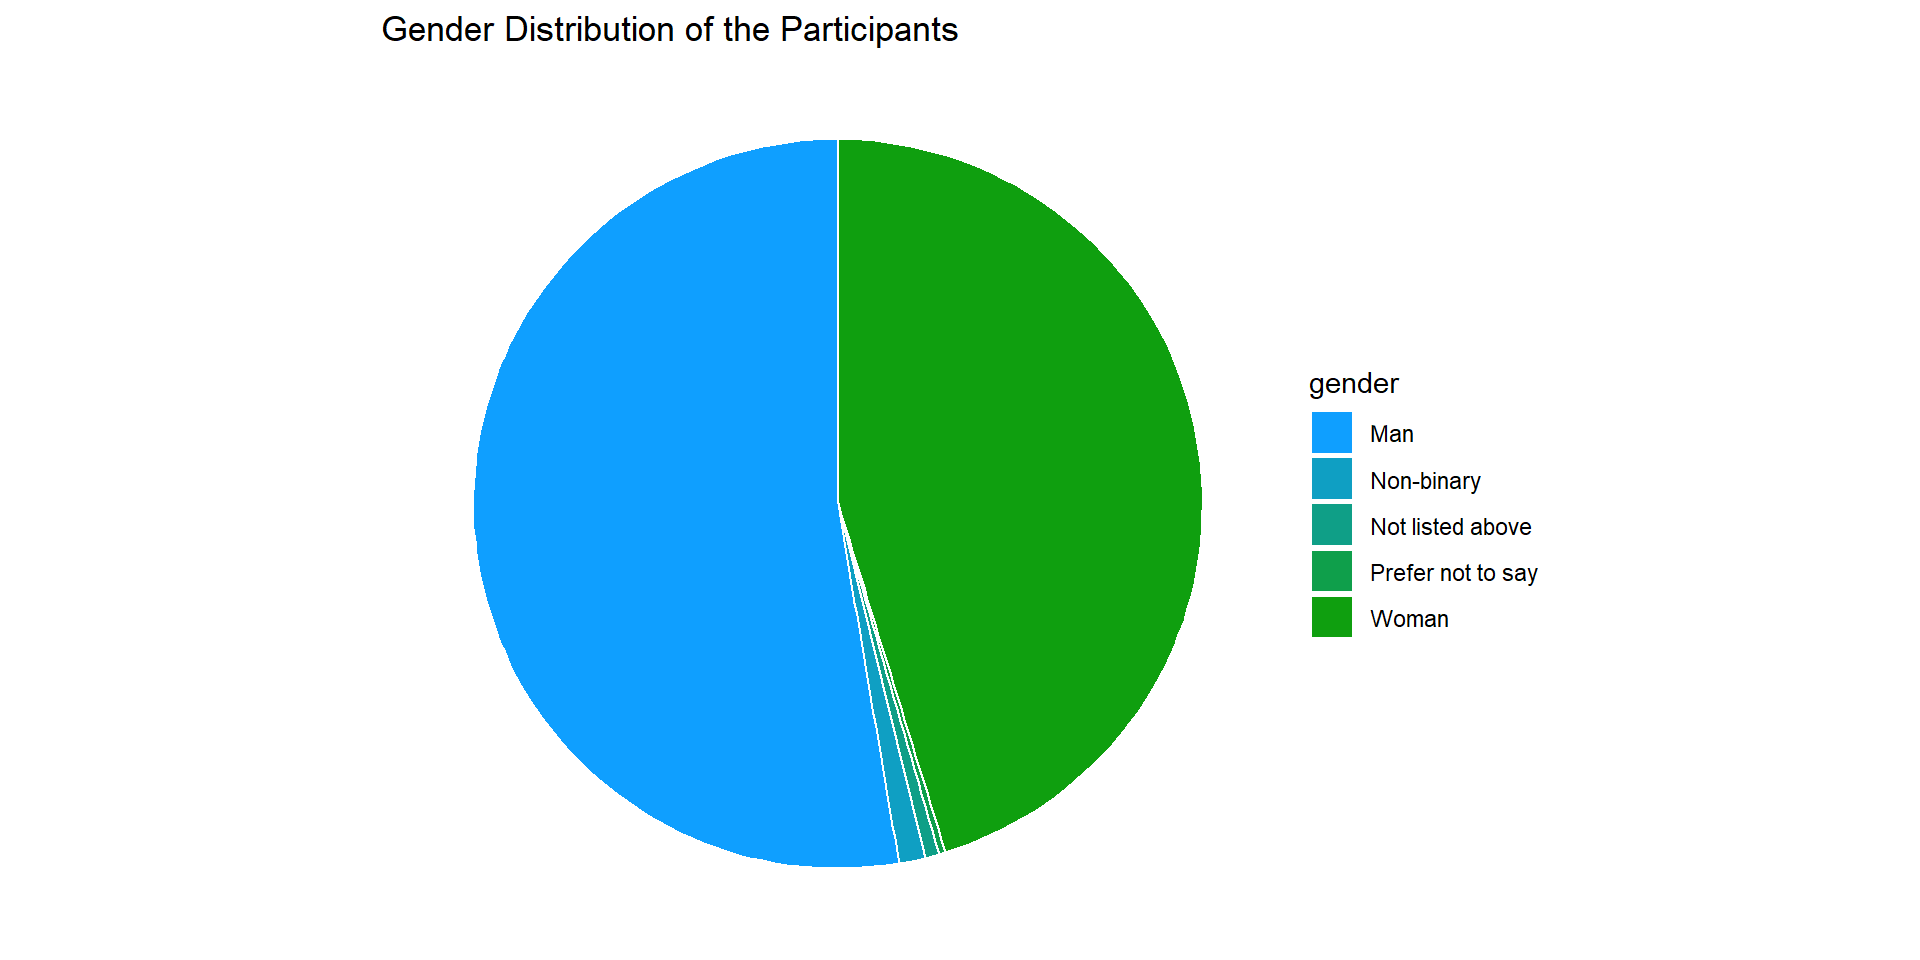 Gender Distribution of the Participants
gender
Man
Non-binary
Not listed above
Prefer not to say
Woman